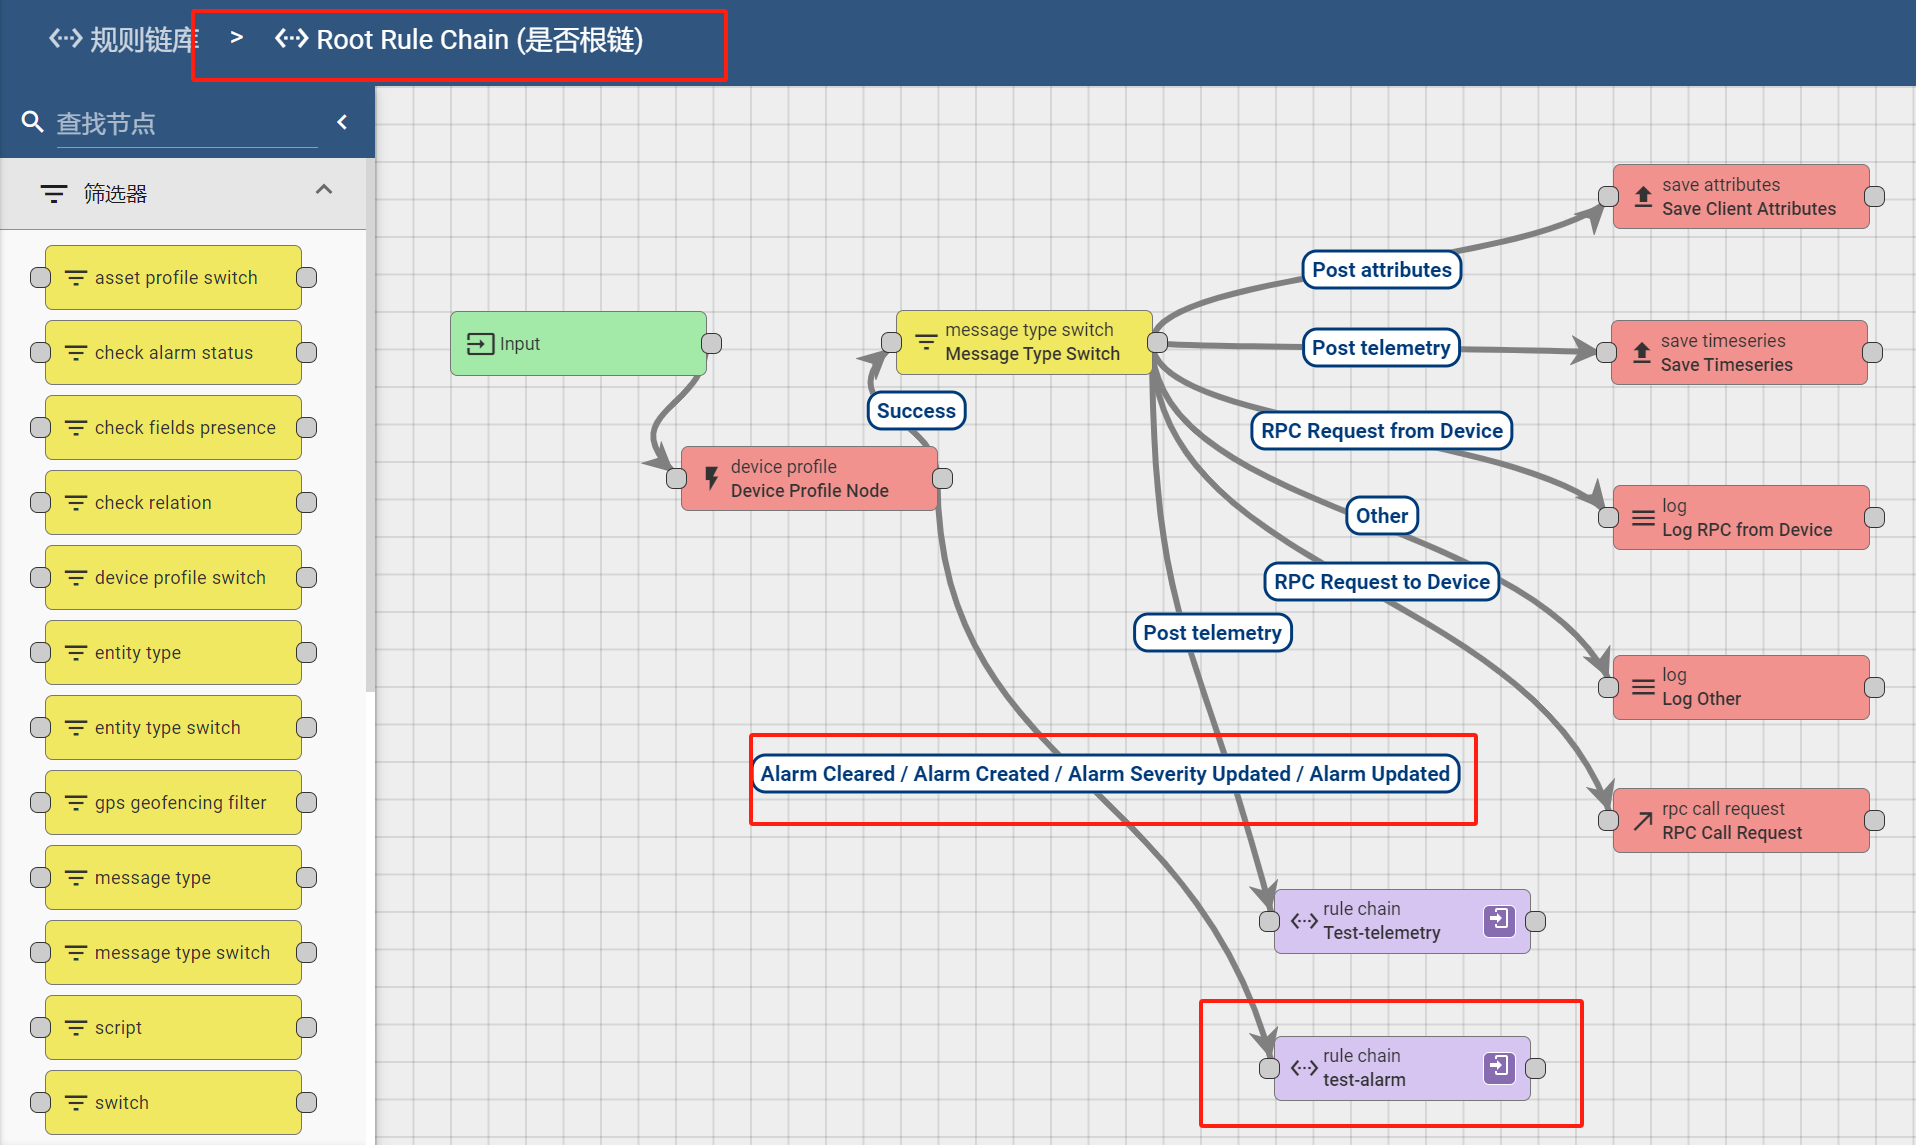 规则链库 > Root Rule Chain (是否根链)
查找节点
筛选器
asset profile switch
check alarm status
check fields presence
check relation
device profile switch
entity type
entity type switch
gps geofencing filter
message type
message type switch
script
switch
Input
device profile
Device Profile Node
Success
message type switch
Message Type Switch
Post attributes
Post telemetry
RPC Request from Device
Other
RPC Request to Device
Post telemetry
Alarm Cleared / Alarm Created / Alarm Severity Updated / Alarm Updated
save attributes
Save Client Attributes
save timeseries
Save Timeseries
log
Log RPC from Device
log
Log Other
rpc call request
RPC Call Request
rule chain
Test-telemetry
rule chain
test-alarm